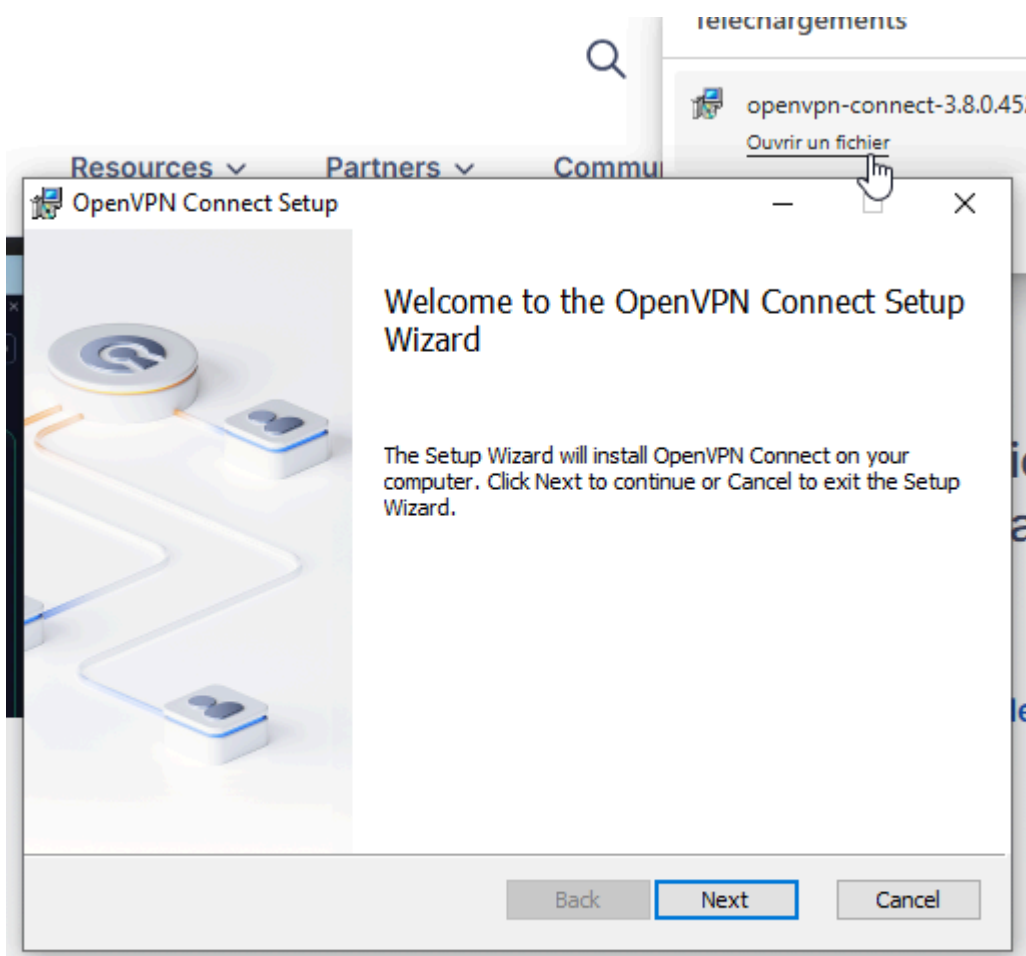 Téléchargements
openvpn-connect-3.8.0.45
Ouvrir un fichier
Resources
Partners
Commu
OpenVPN Connect Setup
Welcome to the OpenVPN Connect Setup
Wizard
The Setup Wizard will install OpenVPN Connect on your
computer. Click Next to continue or Cancel to exit the Setup
Wizard.
Back
Next
Cancel